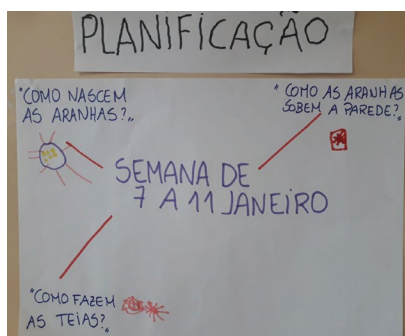 PLANIFICAÇÃO
"COMO NASCEM
AS ARANHAS?"
"COMO AS ARANHAS
SOBEM A PAREDE?"
SEMANA DE
7 A 11 JANEIRO
"COMO FAZEM
AS TEIAS?"